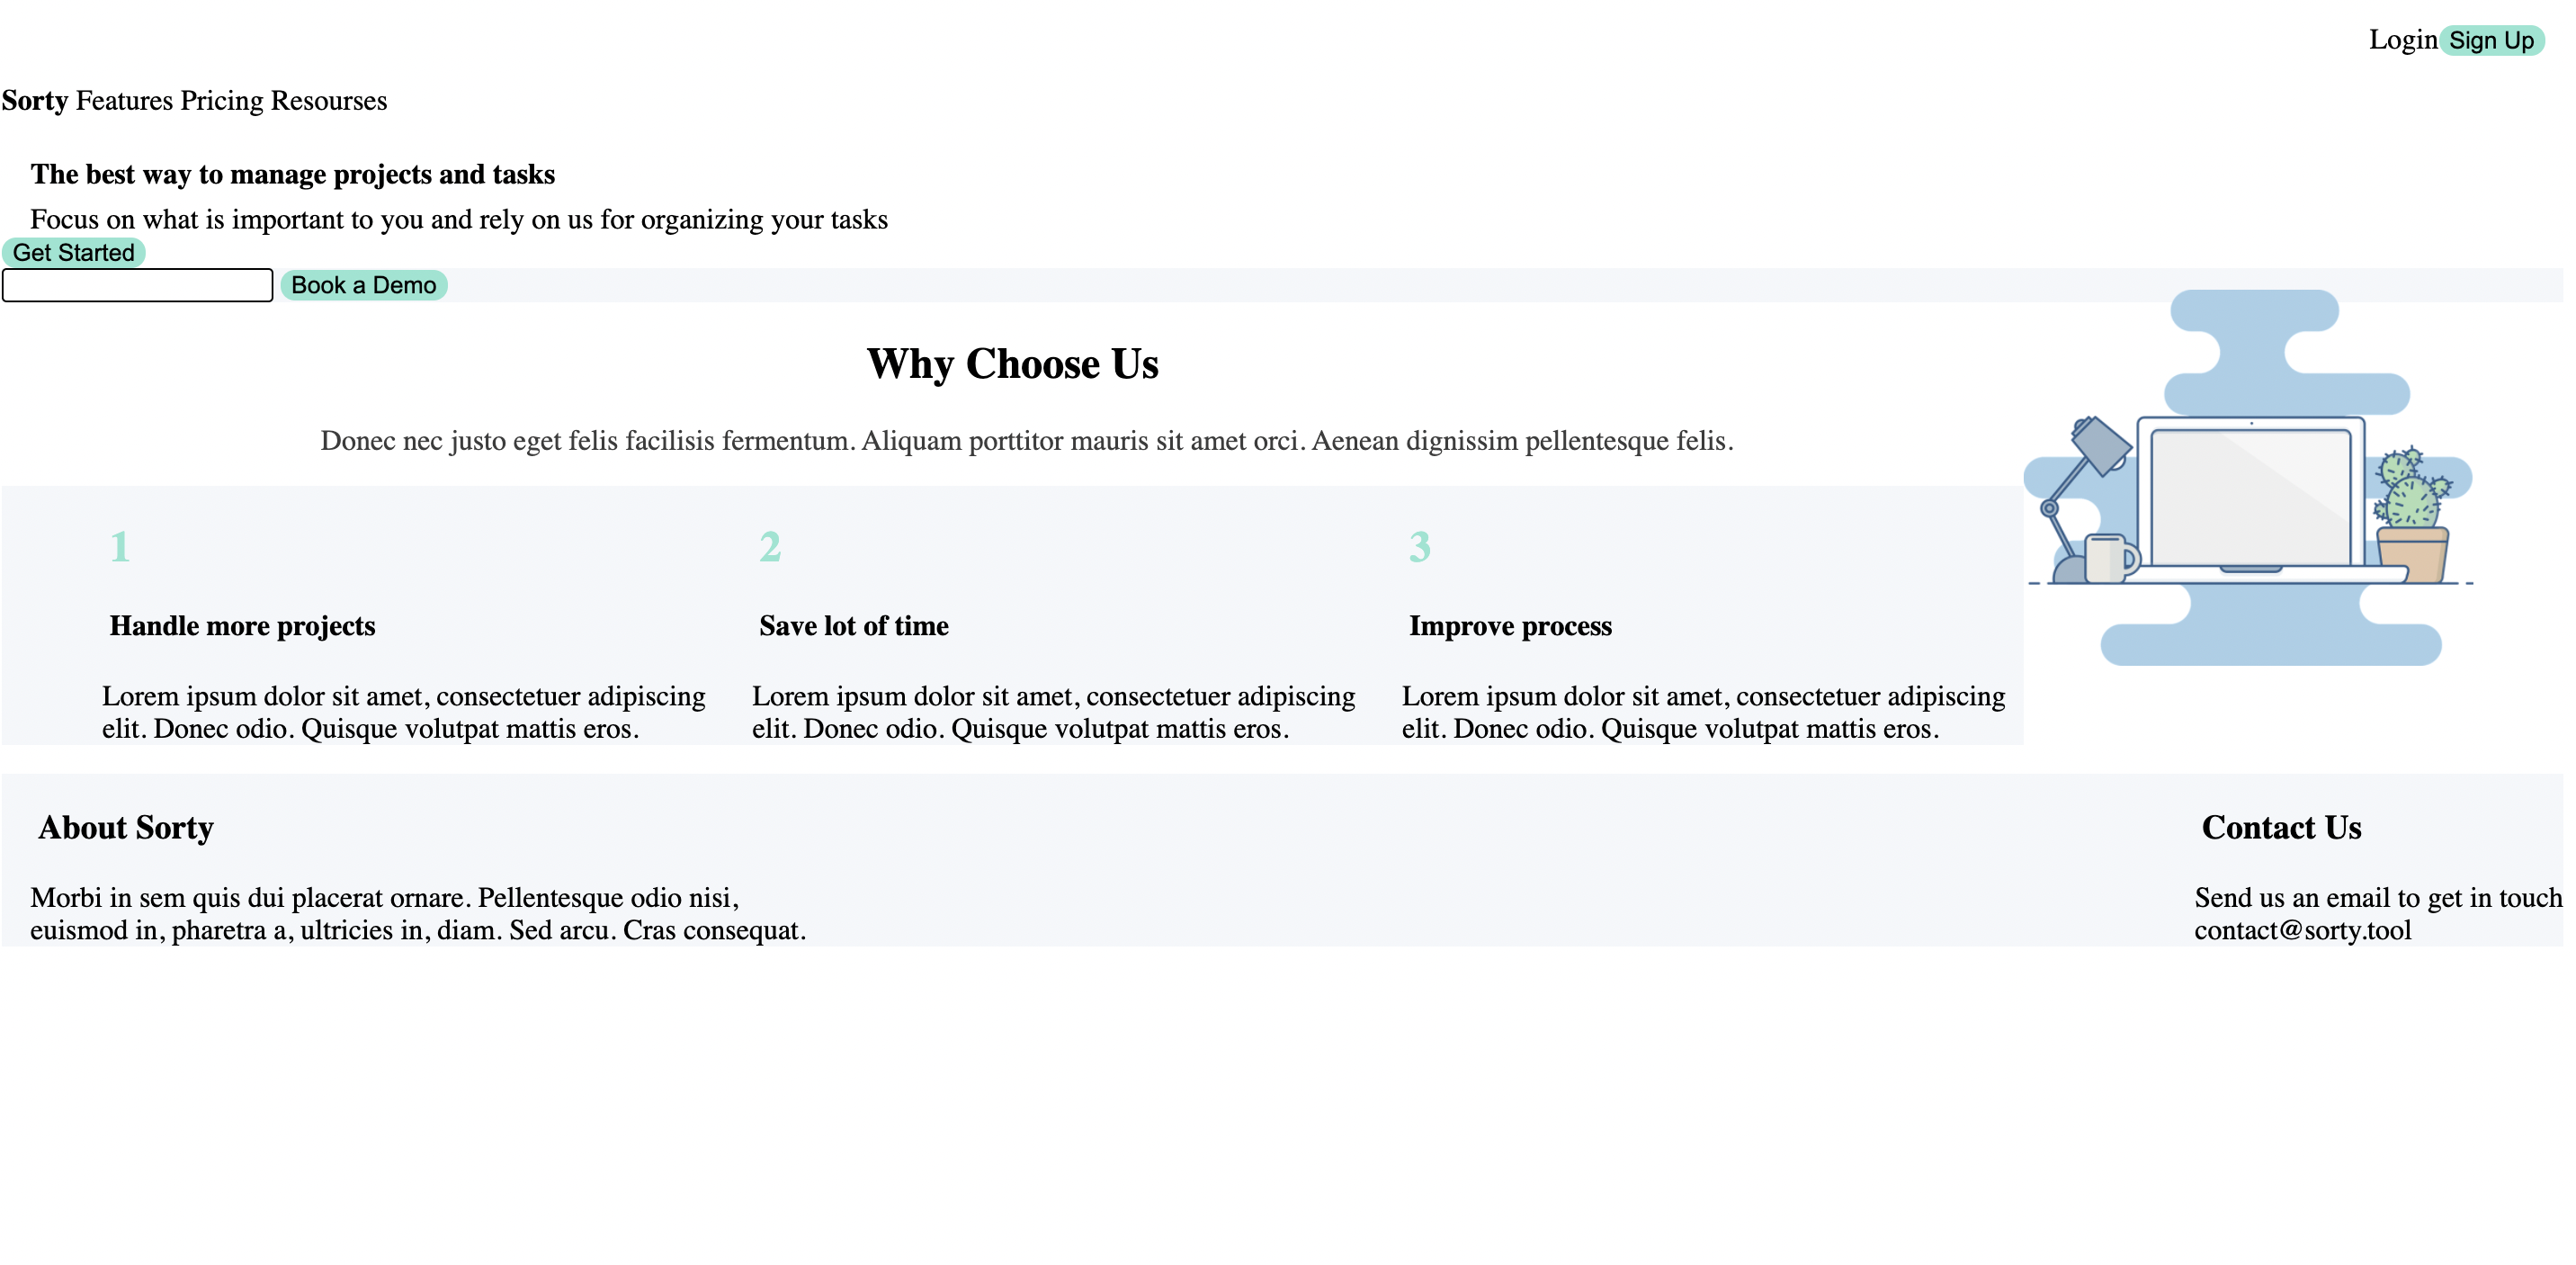 Login Sign Up
Sorty Features Pricing Resourses
The best way to manage projects and tasks
Focus on what is important to you and rely on us for organizing your tasks
Get Started
Book a Demo
Why Choose Us
Donec nec justo eget felis facilisis fermentum. Aliquam porttitor mauris sit amet orci. Aenean dignissim pellentesque felis.
1
Handle more projects
Lorem ipsum dolor sit amet, consectetuer adipiscing
elit. Donec odio. Quisque volutpat mattis eros.
2
Save lot of time
Lorem ipsum dolor sit amet, consectetuer adipiscing
elit. Donec odio. Quisque volutpat mattis eros.
3
Improve process
Lorem ipsum dolor sit amet, consectetuer adipiscing
elit. Donec odio. Quisque volutpat mattis eros.
About Sorty
Morbi in sem quis dui placerat ornare. Pellentesque odio nisi,
euismod in, pharetra a, ultricies in, diam. Sed arcu. Cras consequat.
Contact Us
Send us an email to get in touch
contact@sorty.tool